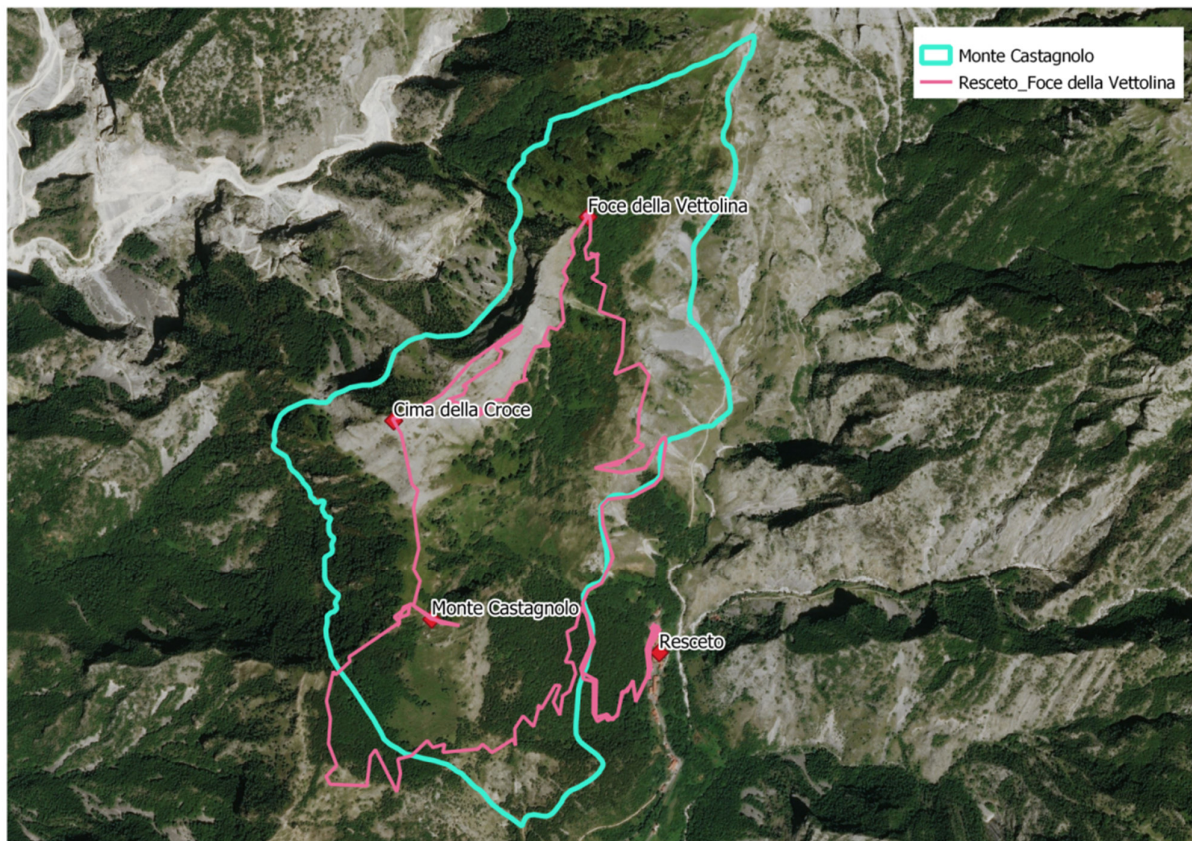 Monte Castagnolo
Resceto_Foce della Vettolina
Foce della Vettolina
Cima della Croce
Monte Castagnolo
Resceto